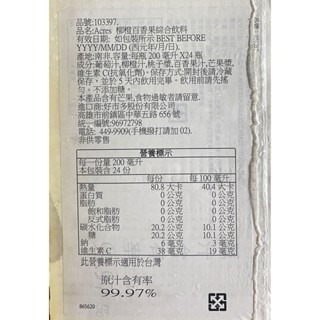 品號:103397,
品名:Acres 柳橙百香果綜合飲料
有效日期: 如包裝所示 BEST BEFORE
YYYY/MM/DD (西元年/月/日),
產地:南非,容量:每瓶 200 毫升 X24 瓶
成分:葡萄汁,柳橙汁,桃子漿,百香果汁,芒果漿,
維生素 C(抗氧化劑),保存方式:開封後請冷藏
保存,並於 5 天內飲用完畢。飲用前請先搖
勻。不添加糖。
本產品含有芒果,食物過敏者請留意.
進口商:好市多股份有限公司
高雄市前鎮區中華五路 656 號
統一編號:96972798
電話: 449-9909(手機撥打請加 02).
非供零售
營養標示
每一份量 200 毫升
本包裝含 24 份
每份 每 100 毫升
熱量 80.8 大卡 40.4 大卡
蛋白質 0 公克 0 公克
脂肪 0 公克 0 公克
飽和脂肪 0 公克 0 公克
反式脂肪 0 公克 0 公克
碳水化合物 20.2 公克 10.1 公克
糖 20.2 公克 10.1 公克
鈉 6 毫克 3 毫克
維生素 C 38 毫克 19 毫克
此營養標示適用於台灣
原汁含有率
99.97%
865620